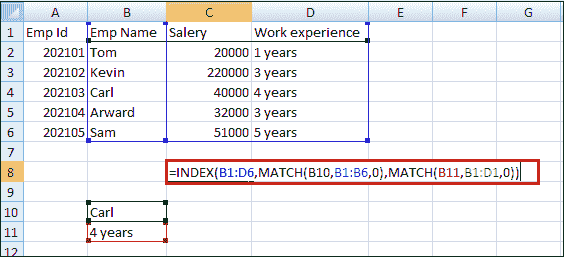 A B C D E F G
1 Emp Id Emp Name Salery Work experience
2 202101 Tom 20000 1 years
3 202102 Kevin 220000 3 years
4 202103 Carl 40000 4 years
5 202104 Arward 32000 3 years
6 202105 Sam 51000 5 years
7
8 =INDEX(B1:D6,MATCH(B10,B1:B6,0),MATCH(B11,B1:D1,0))
9
10 Carl
11 4 years
12